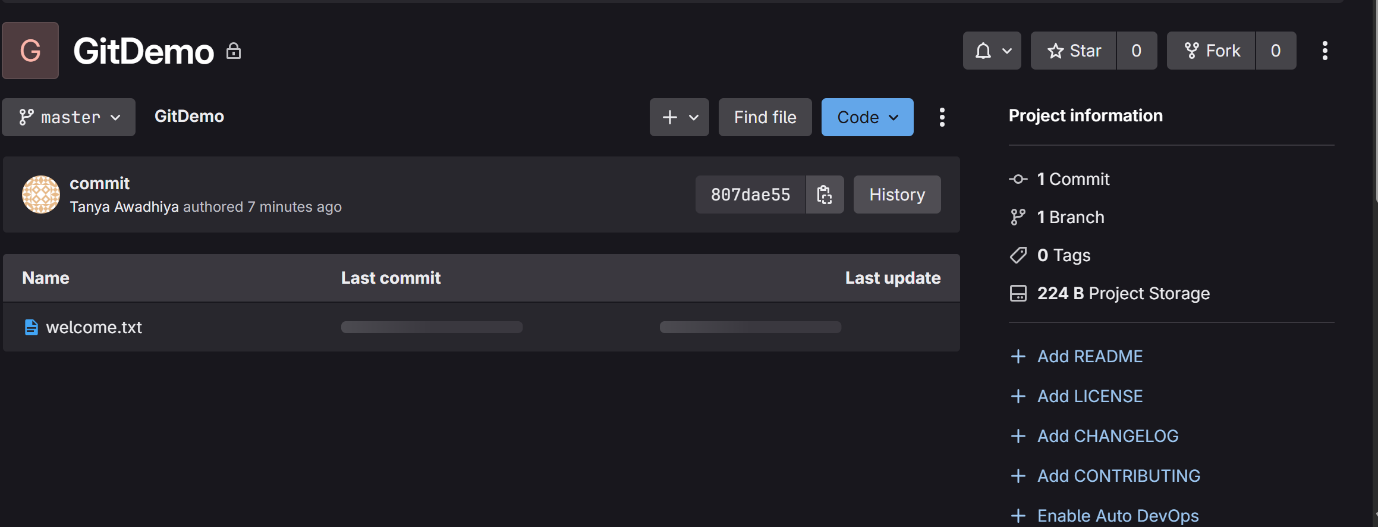 G GitDemo
Star 0 Fork 0
master GitDemo + Find file Code
commit
Tanya Awadhiya authored 7 minutes ago
807dae55 History
Name Last commit Last update
welcome.txt
Project information
1 Commit
1 Branch
0 Tags
224 B Project Storage
+ Add README
+ Add LICENSE
+ Add CHANGELOG
+ Add CONTRIBUTING
+ Enable Auto DevOps